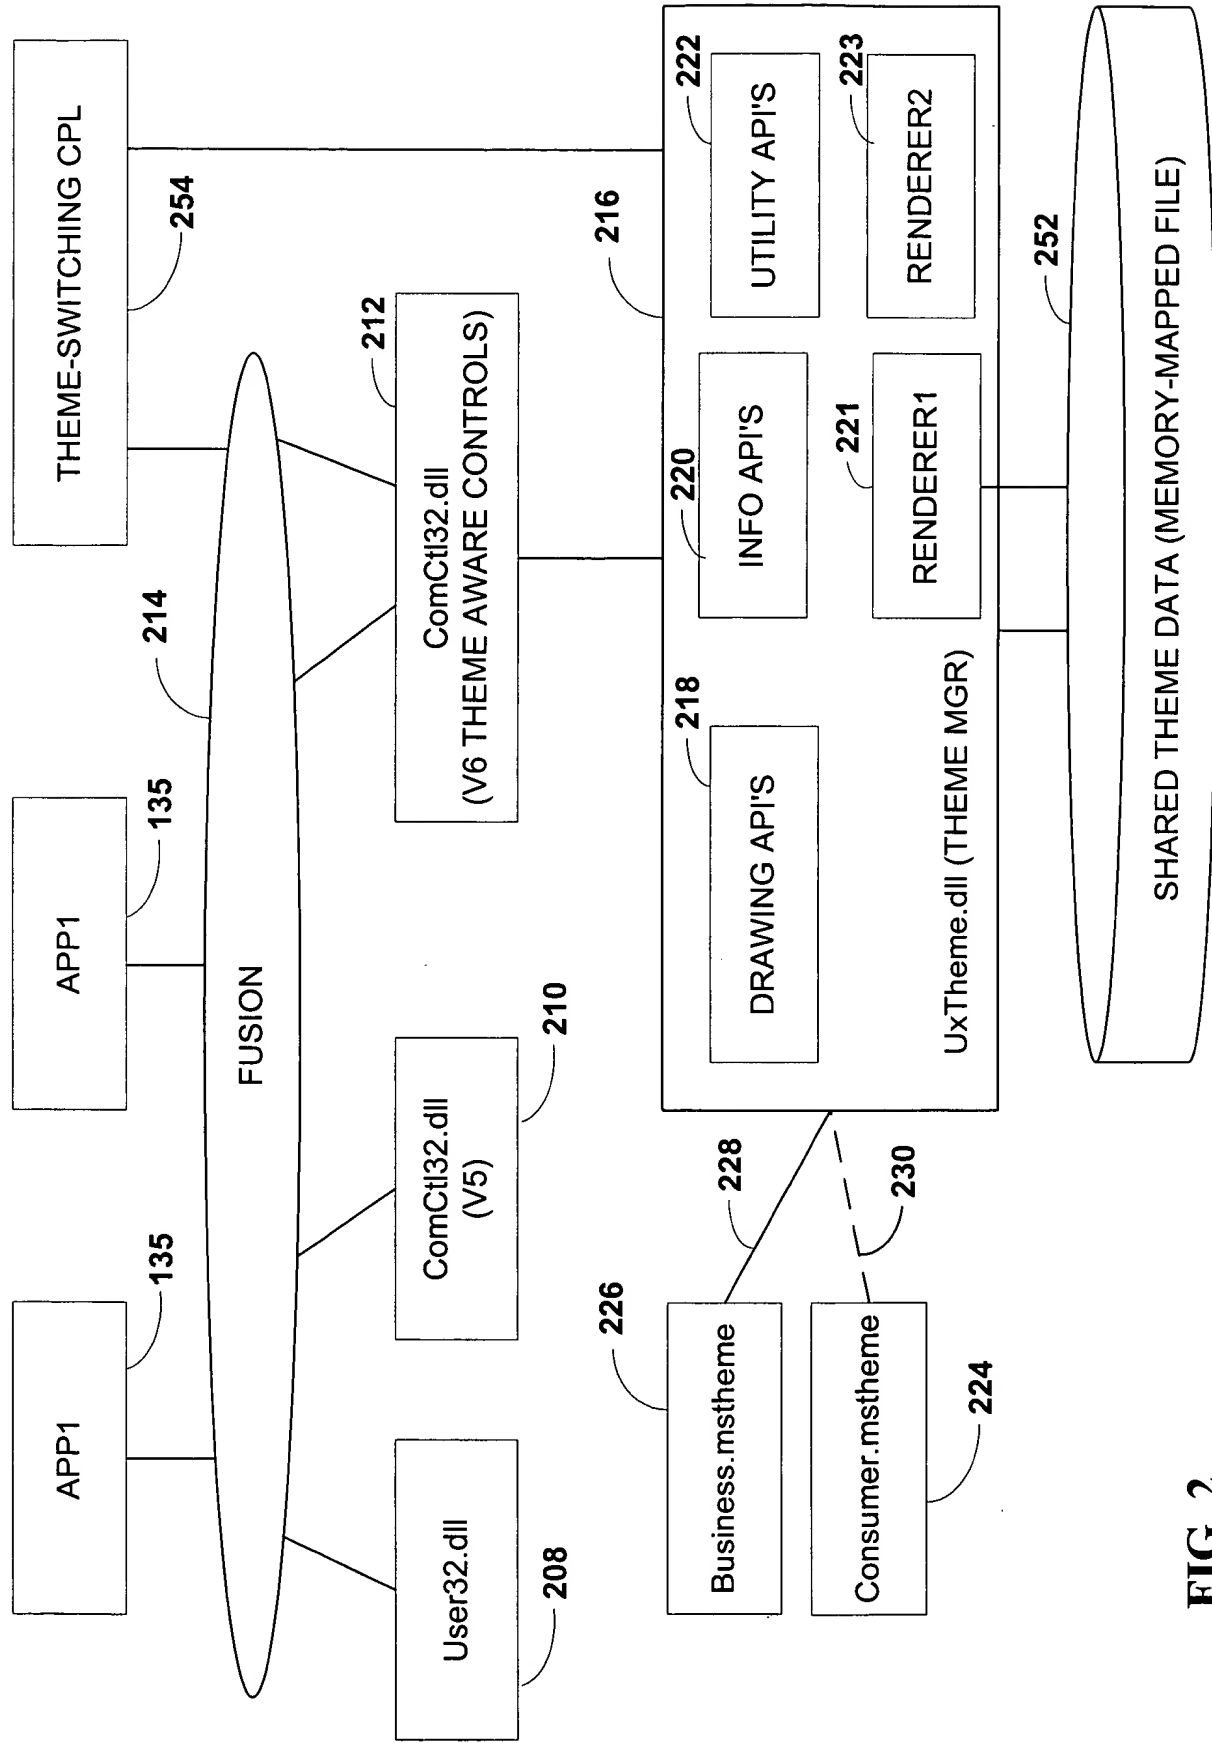 APP1
135
APP1
135
THEME-SWITCHING CPL
254
214
FUSION
User32.dll
208
ComCtl32.dll
(V5)
210
212
ComCtl32.dll
(V6 THEME AWARE CONTROLS)
216
226
Business.mstheme
228
Consumer.mstheme
224
230
218
DRAWING API'S
220
INFO API'S
222
UTILITY API'S
221
RENDERER1
223
RENDERER2
UxTheme.dll (THEME MGR)
252
SHARED THEME DATA (MEMORY-MAPPED FILE)
FIG. 2